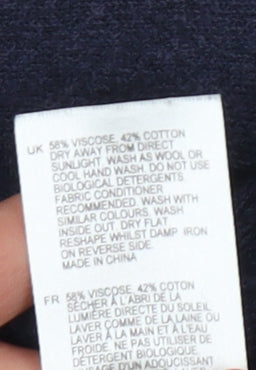 UK 58% VISCOSE, 42% COTTON
DRY AWAY FROM DIRECT
SUNLIGHT. WASH AS WOOL OR
COOL HAND WASH. DO NOT USE
BIOLOGICAL DETERGENTS.
FABRIC CONDITIONER
RECOMMENDED. WASH WITH
SIMILAR COLOURS. WASH
INSIDE OUT. DRY FLAT.
RESHAPE WHILST DAMP. IRON
ON REVERSE SIDE.
MADE IN CHINA
FR 58% VISCOSE, 42% COTON
SÉCHER À L'ABRI DE LA
LUMIÈRE DIRECTE DU SOLEIL.
LAVER COMME DE LA LAINE OU
LAVER À LA MAIN ET À L'EAU
FROIDE. NE PAS UTILISER DE
DÉTERGENT BIOLOGIQUE.
USAGE D'UN ADOUCISSANT